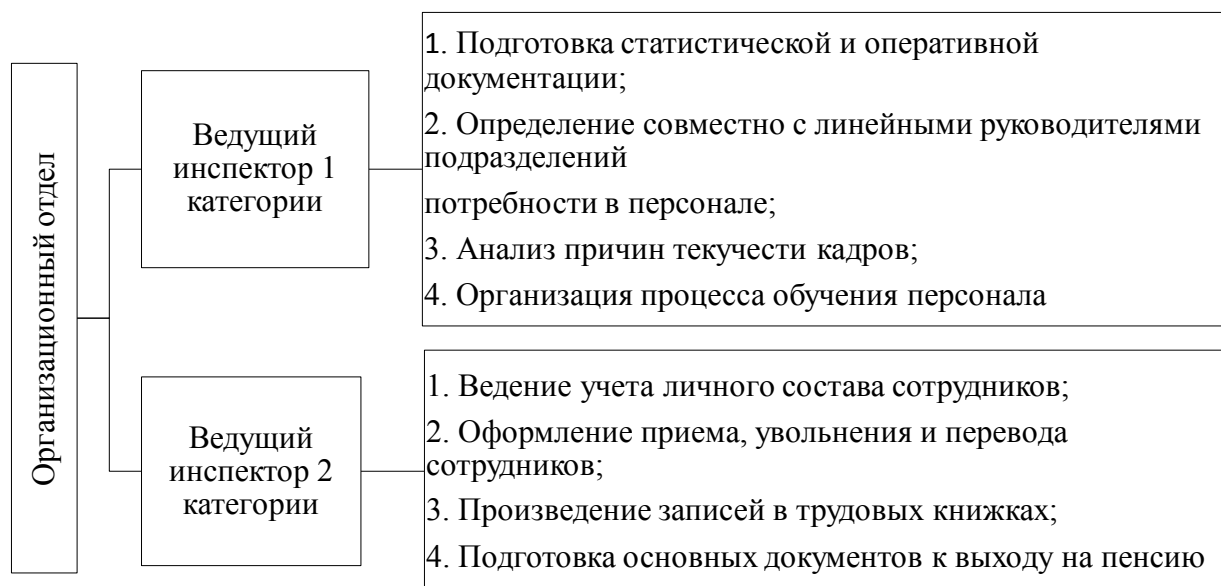 Организационный отдел
Ведущий
инспектор 1
категории
1. Подготовка статистической и оперативной
документации;
2. Определение совместно с линейными руководителями
подразделений
потребности в персонале;
3. Анализ причин текучести кадров;
4. Организация процесса обучения персонала
Ведущий
инспектор 2
категории
1. Ведение учета личного состава сотрудников;
2. Оформление приема, увольнения и перевода
сотрудников;
3. Произведение записей в трудовых книжках;
4. Подготовка основных документов к выходу на пенсию